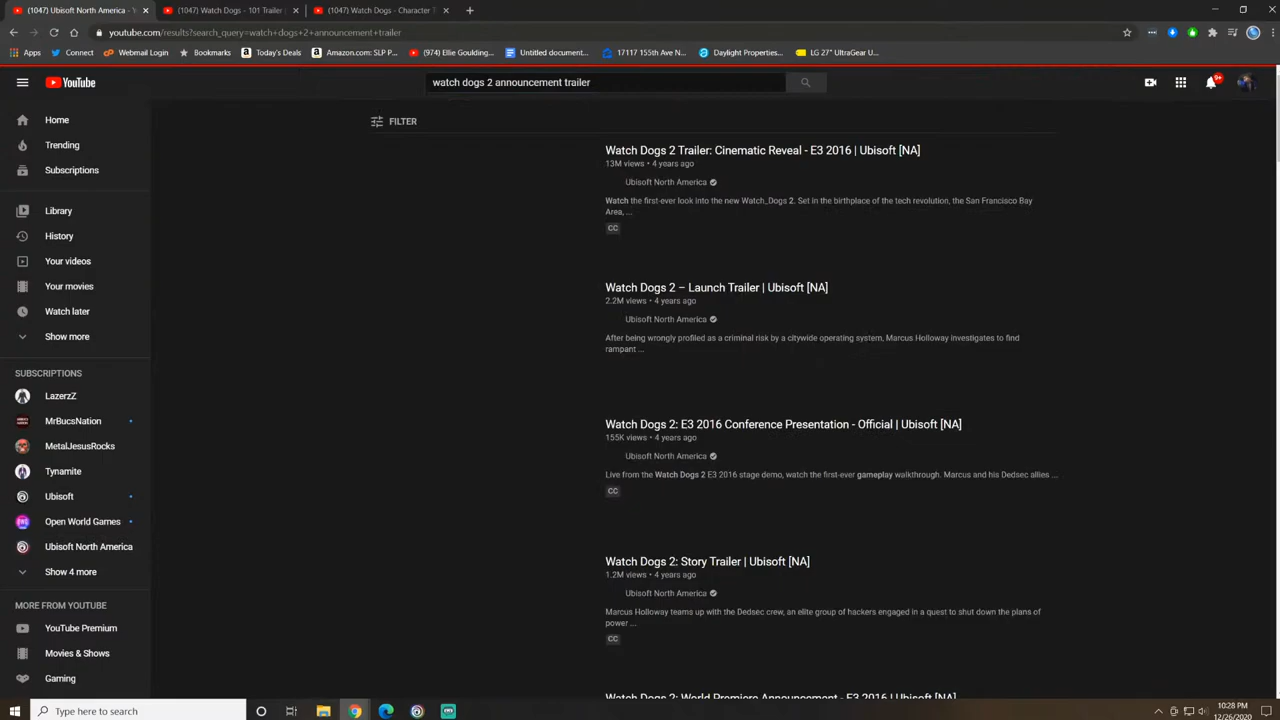 (1047) Ubisoft North America - Y
(1047) Watch Dogs - 101 Trailer
(1047) Watch Dogs - Character T
youtube.com/results?search_query=watch+dogs+2+announcement+trailer
Apps
Connecting
Webmail Login
Bookmarks
Today's Deals
Amazon.com: SLP P...
(974) Ellie Goulding...
Untitled document...
17117 155th Ave N...
Daylight Properties...
LG 27" UltraGear U...
YouTube
watch dogs 2 announcement trailer
9+
Home
Trending
Subscriptions
Library
History
Your videos
Your movies
Watch later
Show more
SUBSCRIPTIONS
LazerzZ
MrBucsNation
MetalJesusRocks
Tynamite
Ubisoft
Open World Games
Ubisoft North America
Show 4 more
MORE FROM YOUTUBE
YouTube Premium
Movies & Shows
Gaming
FILTER
Watch Dogs 2 Trailer: Cinematic Reveal - E3 2016 | Ubisoft [NA]
13M views • 4 years ago
Ubisoft North America
Watch the first-ever look into the new Watch_Dogs 2. Set in the birthplace of the tech revolution, the San Francisco Bay
Area, ...
CC
Watch Dogs 2 – Launch Trailer | Ubisoft [NA]
2.2M views • 4 years ago
Ubisoft North America
After being wrongly profiled as a criminal risk by a citywide operating system, Marcus Holloway investigates to find
rampant ...
Watch Dogs 2: E3 2016 Conference Presentation - Official | Ubisoft [NA]
155K views • 4 years ago
Ubisoft North America
Live from the Watch Dogs 2 E3 2016 stage demo, watch the first-ever gameplay walkthrough. Marcus and his Dedsec allies ...
CC
Watch Dogs 2: Story Trailer | Ubisoft [NA]
1.2M views • 4 years ago
Ubisoft North America
Marcus Holloway teams up with the Dedsec crew, an elite group of hackers engaged in a quest to shut down the plans of
power ...
CC
Watch Dogs 2: World Premiere Announcement - E3 2016 | Ubisoft [NA]
Type here to search
10:28 PM
12/26/2020